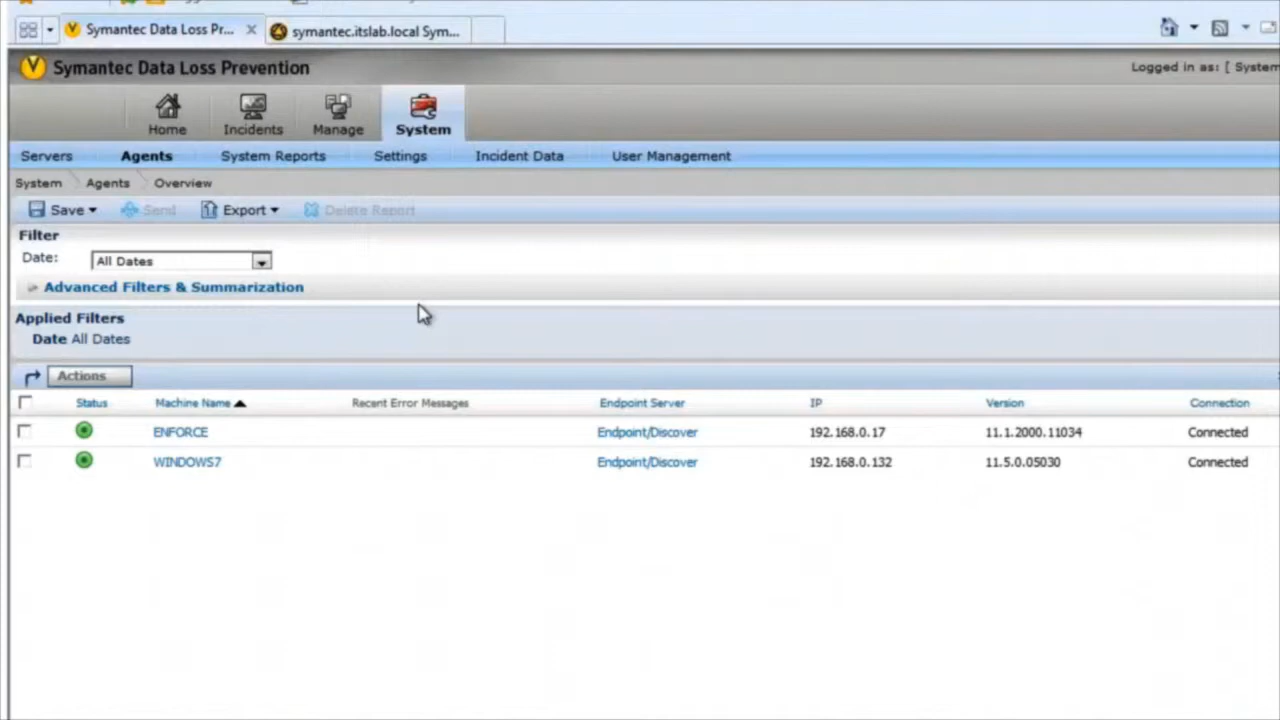 Symantec Data Loss Pr...
symantec.itslab.local Sym...
Symantec Data Loss Prevention
Logged in as: [ System
Home
Incidents
Manage
System
Servers
Agents
System Reports
Settings
Incident Data
User Management
System
Agents
Overview
Save
Send
Export
Delete Report
Filter
Date:
All Dates
Advanced Filters & Summarization
Applied Filters
Date All Dates
Actions
Status
Machine Name
Recent Error Messages
Endpoint Server
IP
Version
Connection
ENFORCE
Endpoint/Discover
192.168.0.17
11.1.2000.11034
Connected
WINDOWS7
Endpoint/Discover
192.168.0.132
11.5.0.05030
Connected